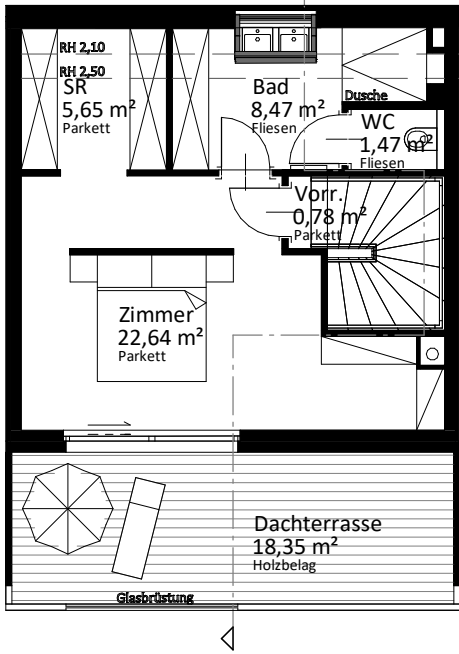 RH 2,10
RH 2,50
SR
5,65 m²
Parkett
Bad
8,47 m²
Fliesen
Dusche
WC
1,47 m²
Fliesen
Vorr.
0,78 m²
Parkett
Zimmer
22,64 m²
Parkett
Dachterrasse
18,35 m²
Holzbelag
Glasbrüstung